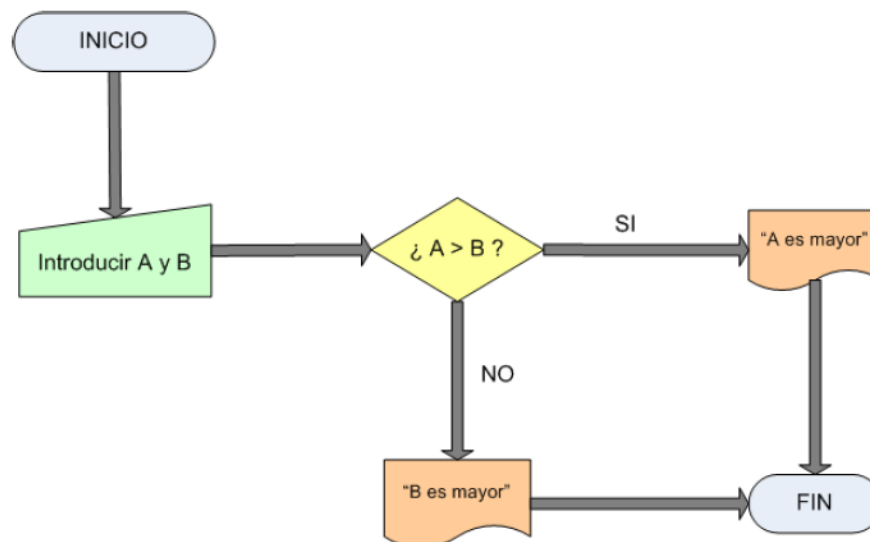 INICIO
Introducir A y B
¿ A > B ?
SI
“A es mayor”
NO
“B es mayor”
FIN